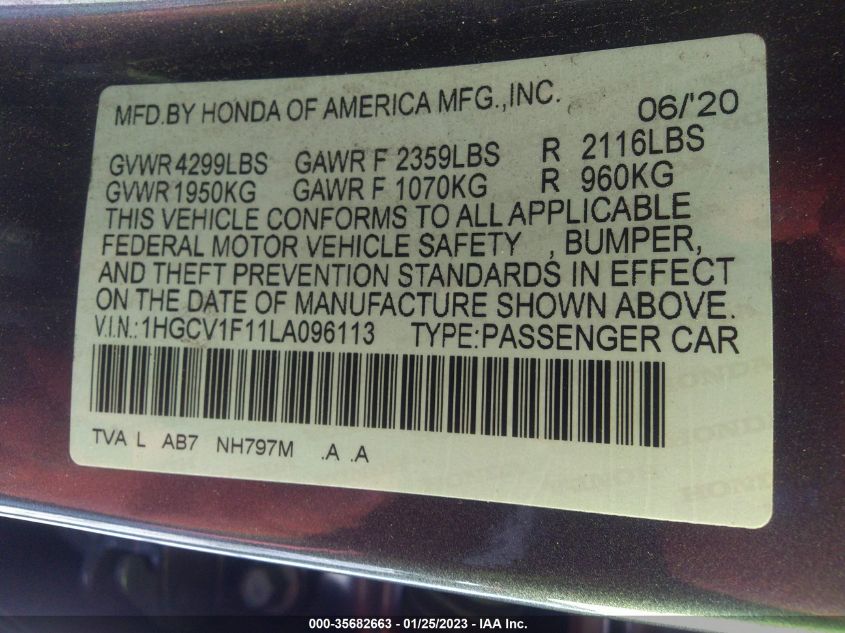 MFD.BY HONDA OF AMERICA MFG.,INC. 06/'20
GVWR 4299LBS GAWR F 2359LBS R 2116LBS
GVWR 1950KG GAWR F 1070KG R 960KG
THIS VEHICLE CONFORMS TO ALL APPLICABLE
FEDERAL MOTOR VEHICLE SAFETY , BUMPER,
AND THEFT PREVENTION STANDARDS IN EFFECT
ON THE DATE OF MANUFACTURE SHOWN ABOVE.
V.I.N.:1HGCV1F11LA096113 TYPE:PASSENGER CAR
TVA L AB7 NH797M .A .A
HONDA
000-35682663 — 01/25/2023 — IAA Inc.